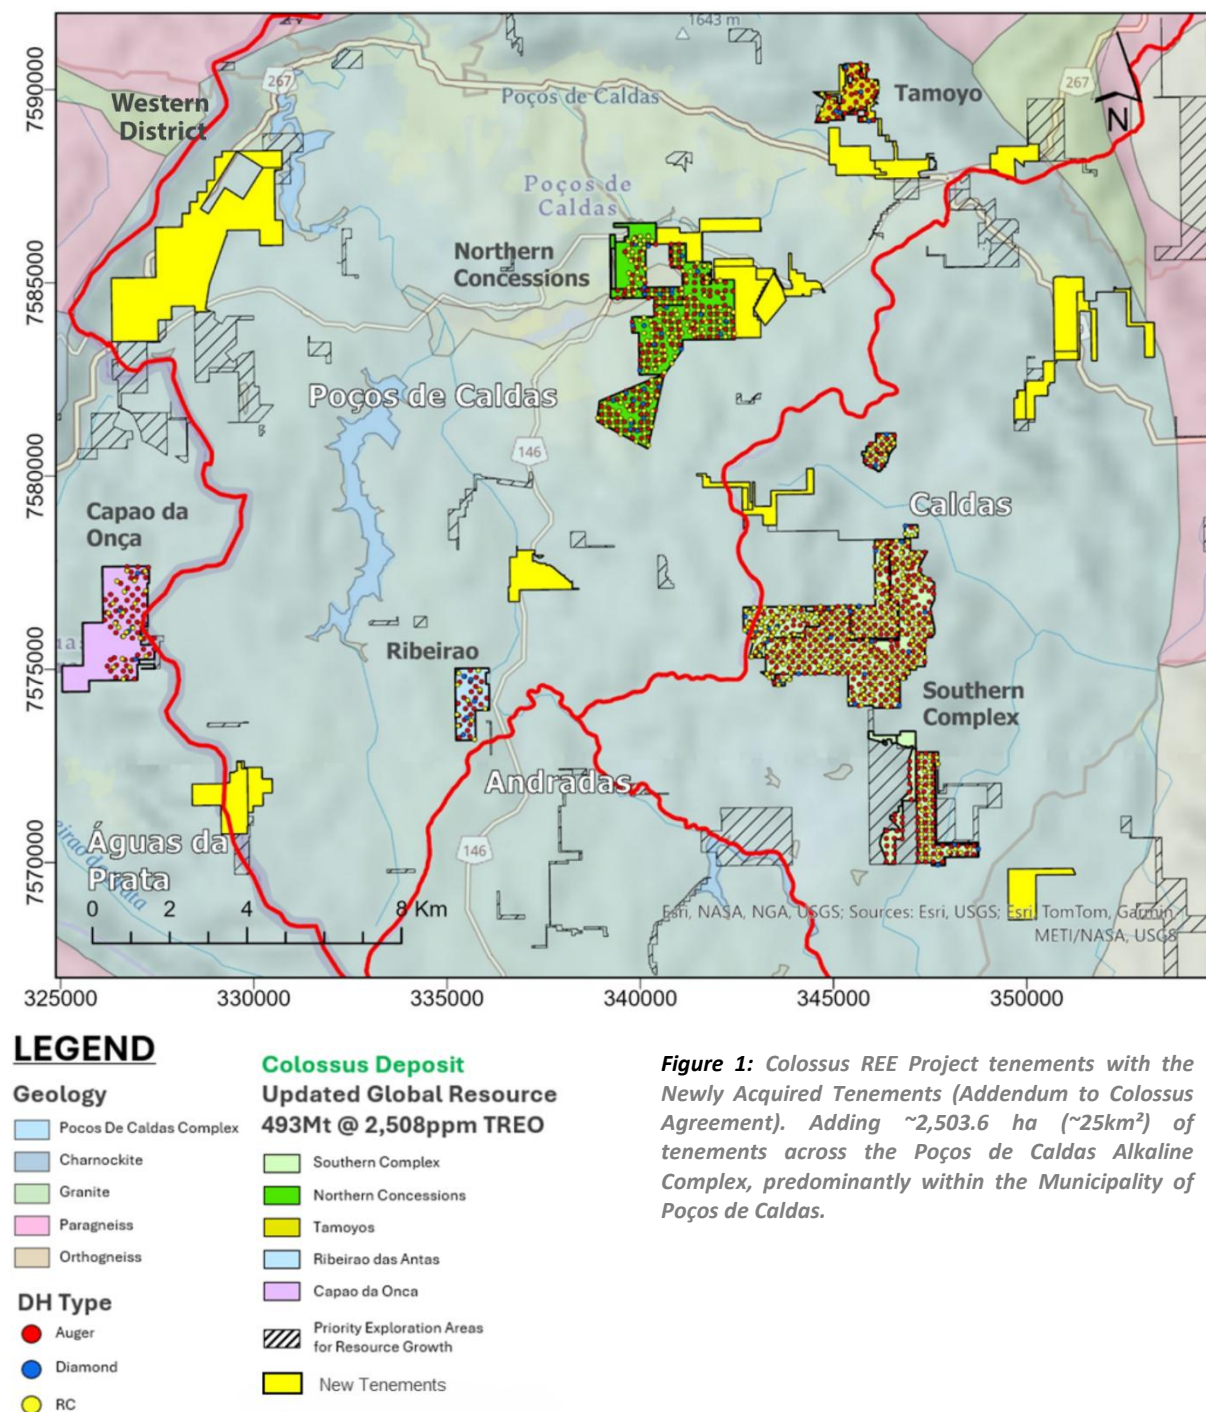 1643 m
7590000
7585000
7580000
7575000
7570000
Western
District
267
Poços de Caldas
Tamoyo
267
N
Poços de
Caldas
Northern
Concessions
Poços de Caldas
146
Capao da
Onça
Caldas
Ribeirao
Southern
Complex
Andradas
Águas da
Prata
146
0 2 4 8 Km
Esri, NASA, NGA, USGS; Sources: Esri, USGS; Esri, TomTom, Garmin,
METI/NASA, USGS
325000 330000 335000 340000 345000 350000
LEGEND
Geology
Pocos De Caldas Complex
Charnockite
Granite
Paragneiss
Orthogneiss
DH Type
Auger
Diamond
RC
Colossus Deposit
Updated Global Resource
493Mt @ 2,508ppm TREO
Southern Complex
Northern Concessions
Tamoyos
Ribeirao das Antas
Capao da Onca
Priority Exploration Areas
for Resource Growth
New Tenements
Figure 1: Colossus REE Project tenements with the
Newly Acquired Tenements (Addendum to Colossus
Agreement). Adding ~2,503.6 ha (~25km²) of
tenements across the Poços de Caldas Alkaline
Complex, predominantly within the Municipality of
Poços de Caldas.